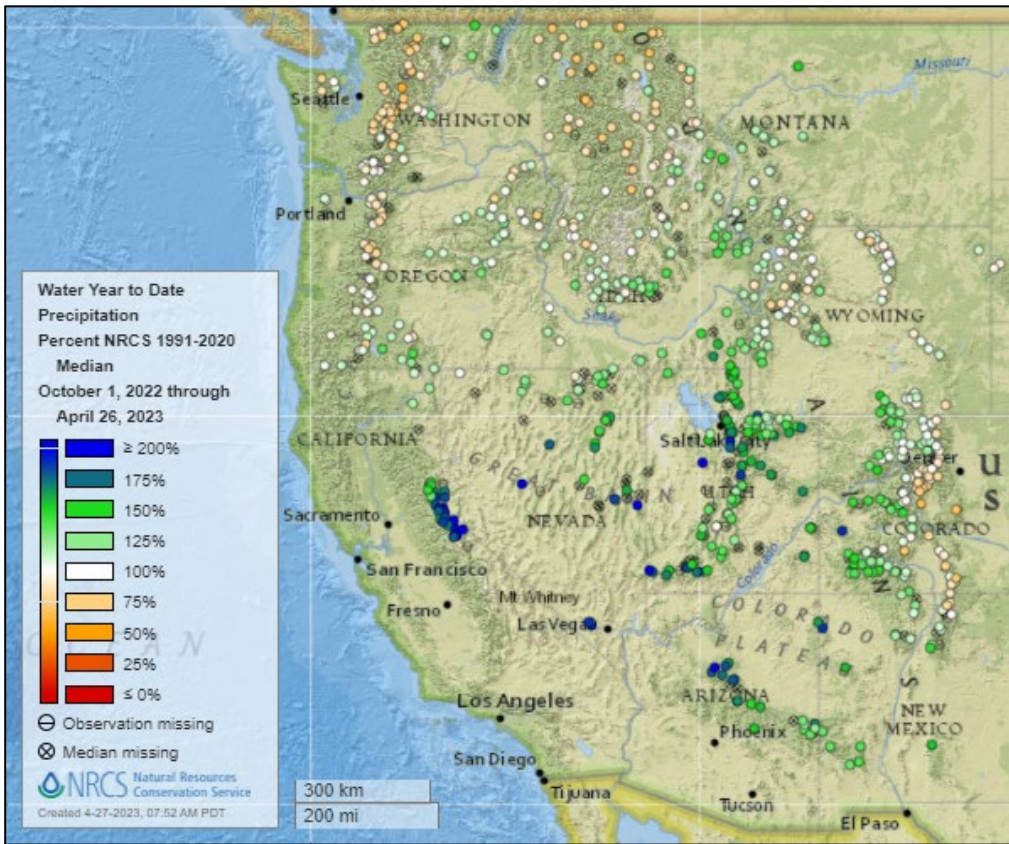 Missouri
Seattle
WASHINGTON
MONTANA
Portland
OREGON
Snake
WYOMING
Water Year to Date
Precipitation
Percent NRCS 1991-2020
Median
October 1, 2022 through
April 26, 2023
≥ 200%
175%
150%
125%
100%
75%
50%
25%
≤ 0%
Observation missing
Median missing
NRCS Natural Resources
Conservation Service
Created 4-27-2023, 07:52 AM PDT
CALIFORNIA
Salt Lake City
Denver
US
GREAT BASIN
UTAH
NEVADA
Sacramento
COLORADO
San Francisco
Colorado
Mt Whitney
Fresno
COLORADO
Las Vegas
PLATEAU
OCEAN
ARIZONA
Los Angeles
NEW
MEXICO
Phoenix
San Diego
300 km
Tijuana
200 mi
Tucson
El Paso